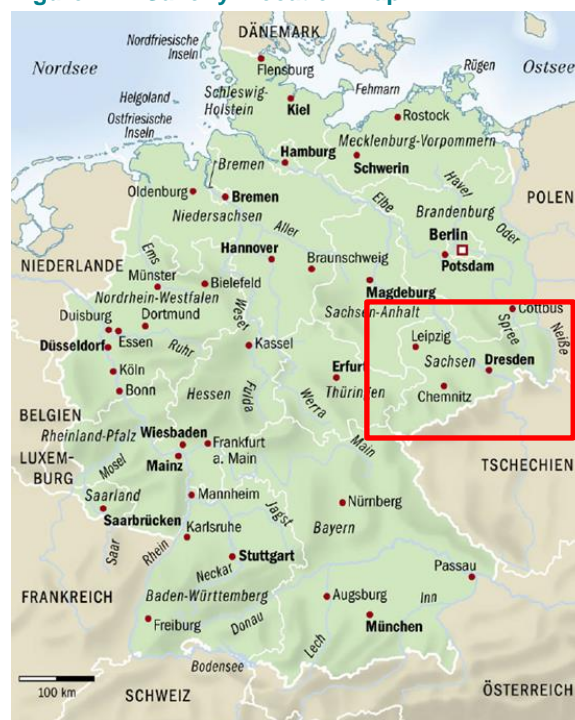 DÄNEMARK
Nordfriesische
Inseln
Flensburg
Nordsee
Rügen
Ostsee
Schleswig-
Holstein
Fehmarn
Helgoland
Kiel
Ostfriesische
Inseln
Rostock
Mecklenburg-Vorpommern
Hamburg
Schwerin
Bremen
Oldenburg
Bremen
Elbe
Havel
POLEN
Niedersachsen
Brandenburg
Oder
Aller
Berlin
Hannover
Potsdam
NIEDERLANDE
Ems
Braunschweig
Münster
Bielefeld
Magdeburg
Nordrhein-Westfalen
Weser
Sachsen-Anhalt
Cottbus
Duisburg
Dortmund
Spree
Neiße
Essen
Leipzig
Düsseldorf
Ruhr
Kassel
Sachsen
Dresden
Köln
Erfurt
Thüringen
Chemnitz
Bonn
Hessen
Fulda
Werra
BELGIEN
Rheinland-Pfalz
Wiesbaden
Frankfurt
a. Main
Main
LUXEM-
BURG
Mosel
Mainz
TSCHECHIEN
Saarland
Mannheim
Nürnberg
Saarbrücken
Jagst
Karlsruhe
Bayern
Saar
Rhein
Stuttgart
Neckar
Passau
FRANKREICH
Baden-Württemberg
Augsburg
Inn
Freiburg
Donau
Lech
München
Bodensee
100 km
SCHWEIZ
ÖSTERREICH